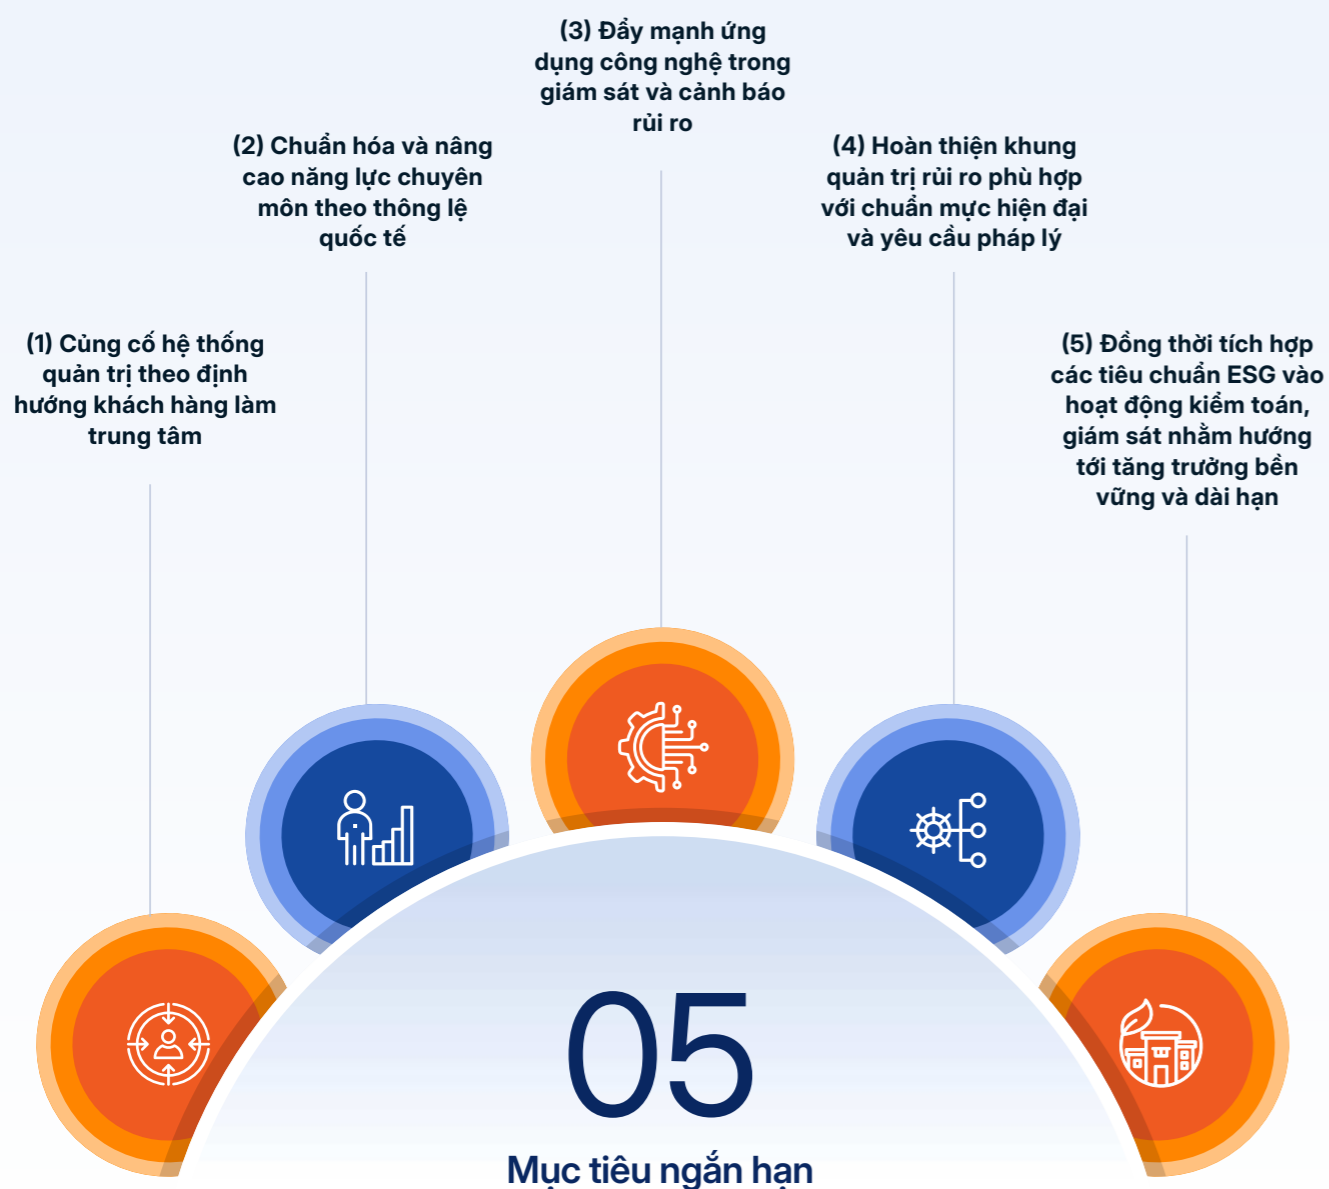 (1) Củng cố hệ thống
quản trị theo định
hướng khách hàng làm
trung tâm
(2) Chuẩn hóa và nâng
cao năng lực chuyên
môn theo thông lệ
quốc tế
(3) Đẩy mạnh ứng
dụng công nghệ trong
giám sát và cảnh báo
rủi ro
(4) Hoàn thiện khung
quản trị rủi ro phù hợp
với chuẩn mực hiện đại
và yêu cầu pháp lý
(5) Đồng thời tích hợp
các tiêu chuẩn ESG vào
hoạt động kiểm toán,
giám sát nhằm hướng
tới tăng trưởng bền
vững và dài hạn
05
Mục tiêu ngắn hạn